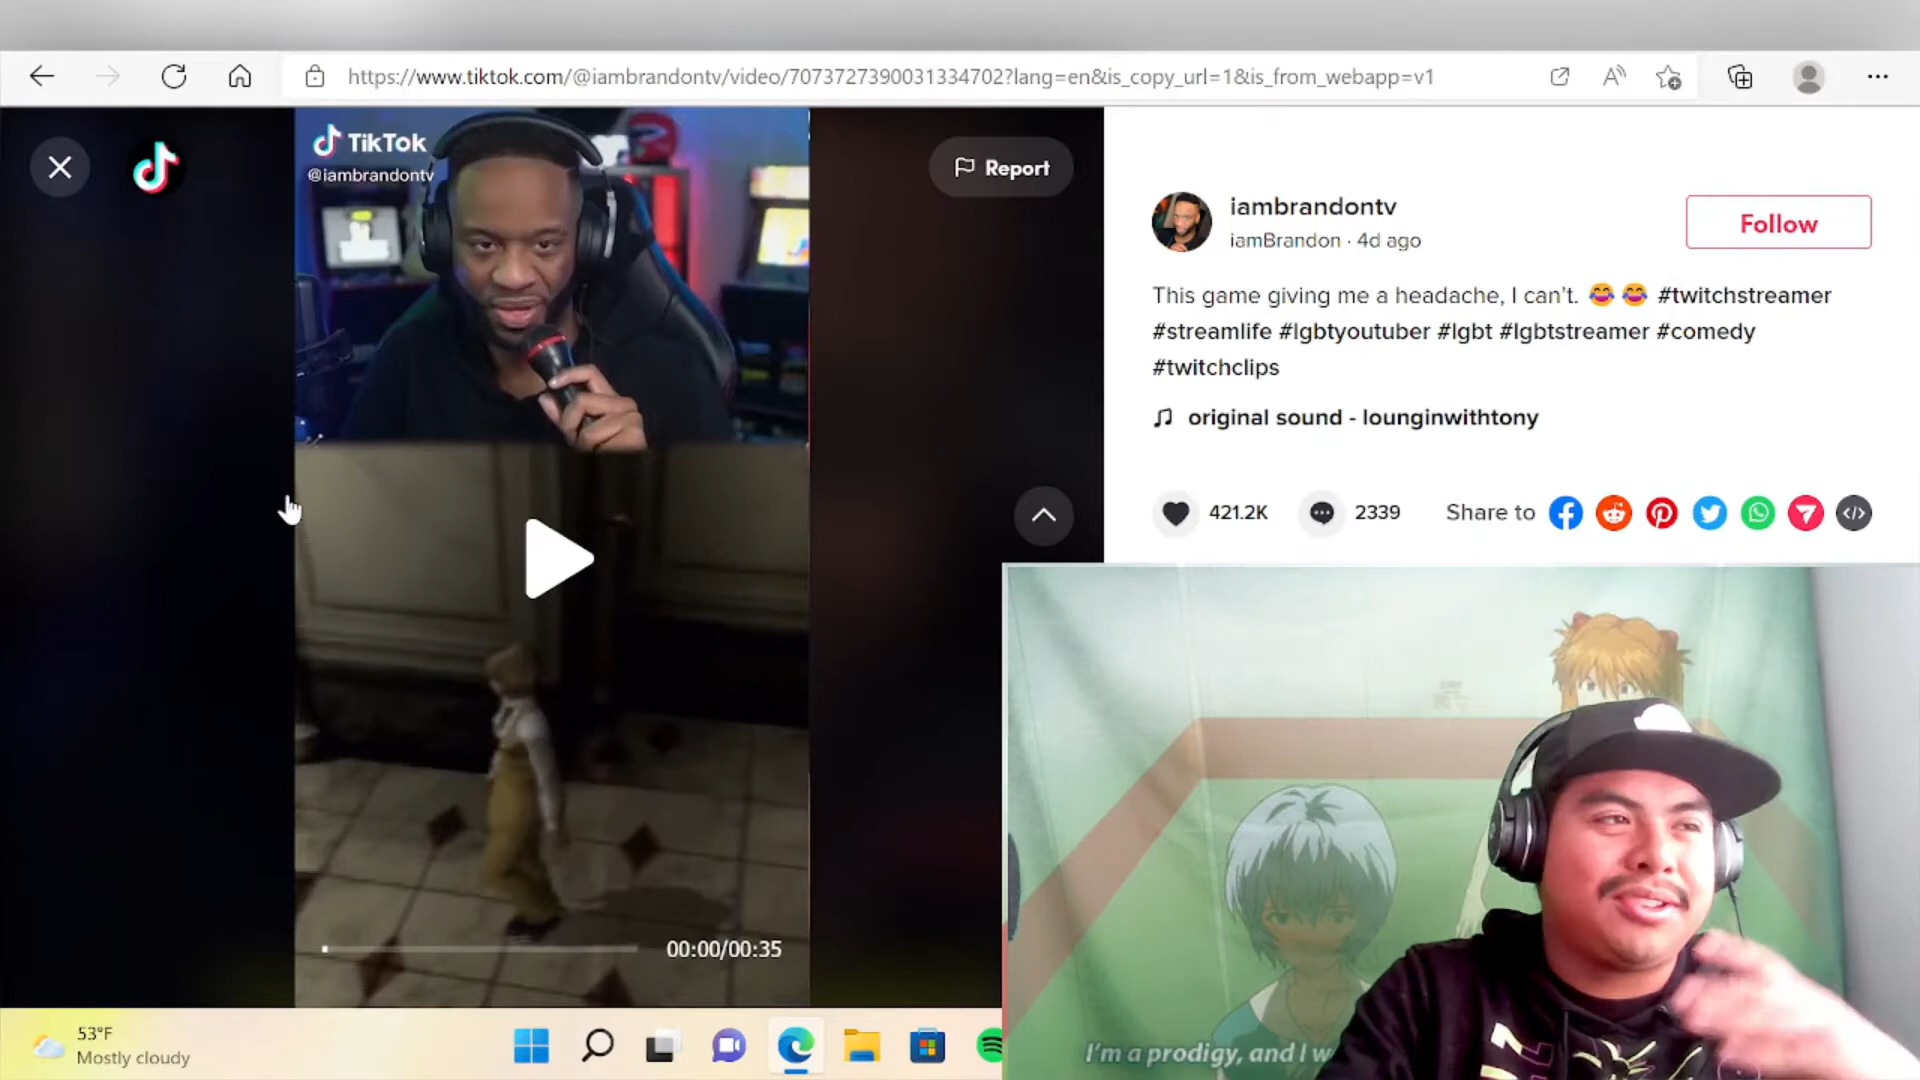 https://www.tiktok.com/@iambrandontv/video/7073727390031334702?lang=en&is_copy_url=1&is_from_webapp=v1
TikTok
@iambrandontv
Report
iambrandontv
iamBrandon · 4d ago
Follow
This game giving me a headache, I can't. 😂 😂 #twitchstreamer
#streamlife #lgbtyoutuber #lgbt #lgbtstreamer #comedy
#twitchclips
original sound - lounginwithtony
421.2K
2339
Share to
00:00/00:35
53°F
Mostly cloudy
I'm a prodigy, and I w